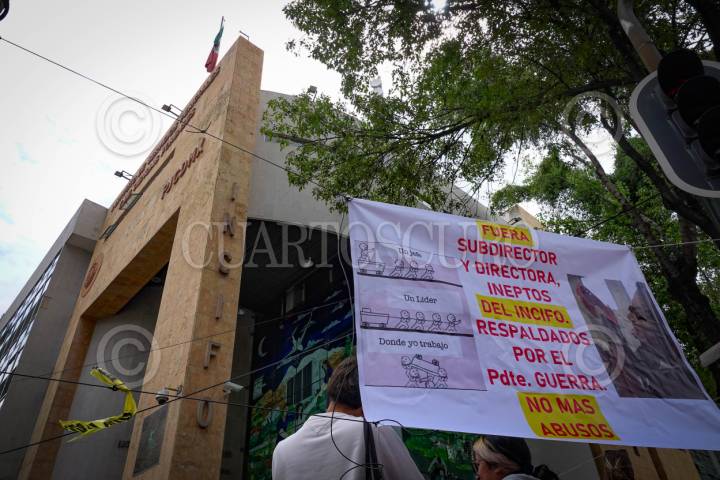 PJCDMX
INCIFO
CUARTOSCURO
Un jefe
Un Líder
Donde yo trabajo
FUERA
SUBDIRECTOR
Y DIRECTORA,
INEPTOS
DEL INCIFO.
RESPALDADOS
POR EL
Pdte. GUERRA.
NO MAS
ABUSOS